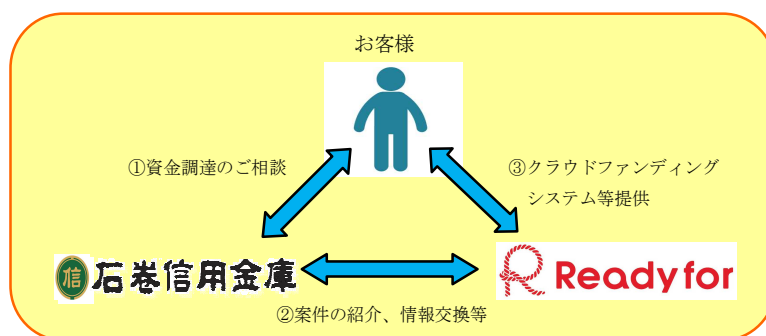 お客様
①資金調達のご相談
③クラウドファンディング
システム等提供
信 石巻信用金庫
Readyfor
②案件の紹介、情報交換等